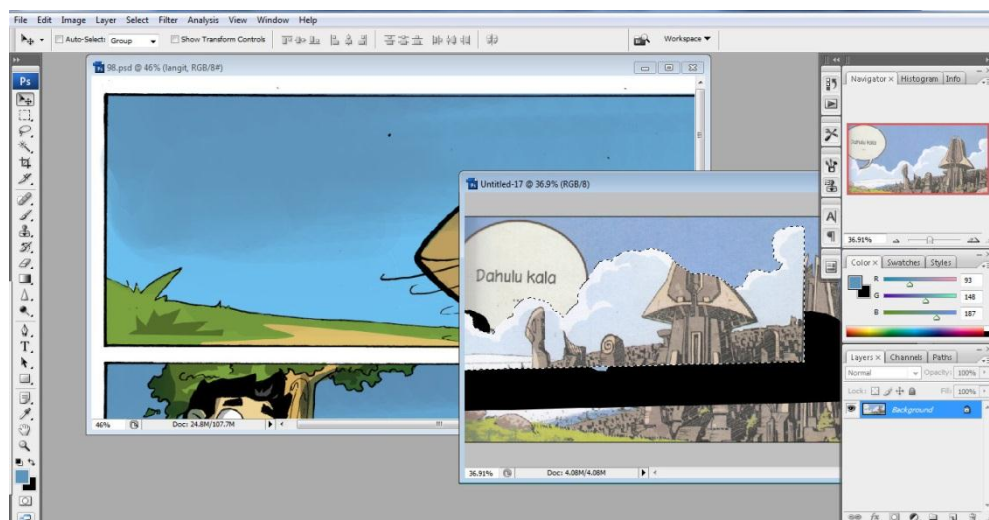 File Edit Image Layer Select Filter Analysis View Window Help
Auto-Select: Group Show Transform Controls Workspace
98.psd @ 46% (langit, RGB/8#)
Ps
Navigator x Histogram Info
Untitled-17 @ 36.9% (RGB/8)
Dahulu kala
36.91%
Color x Swatches Styles
R 93
G 148
B 187
Layers x Channels Paths
Normal Opacity: 100%
Lock: Fill: 100%
Background
46% Doc: 24.8M/107.7M
36.91% Doc: 4.08M/4.08M